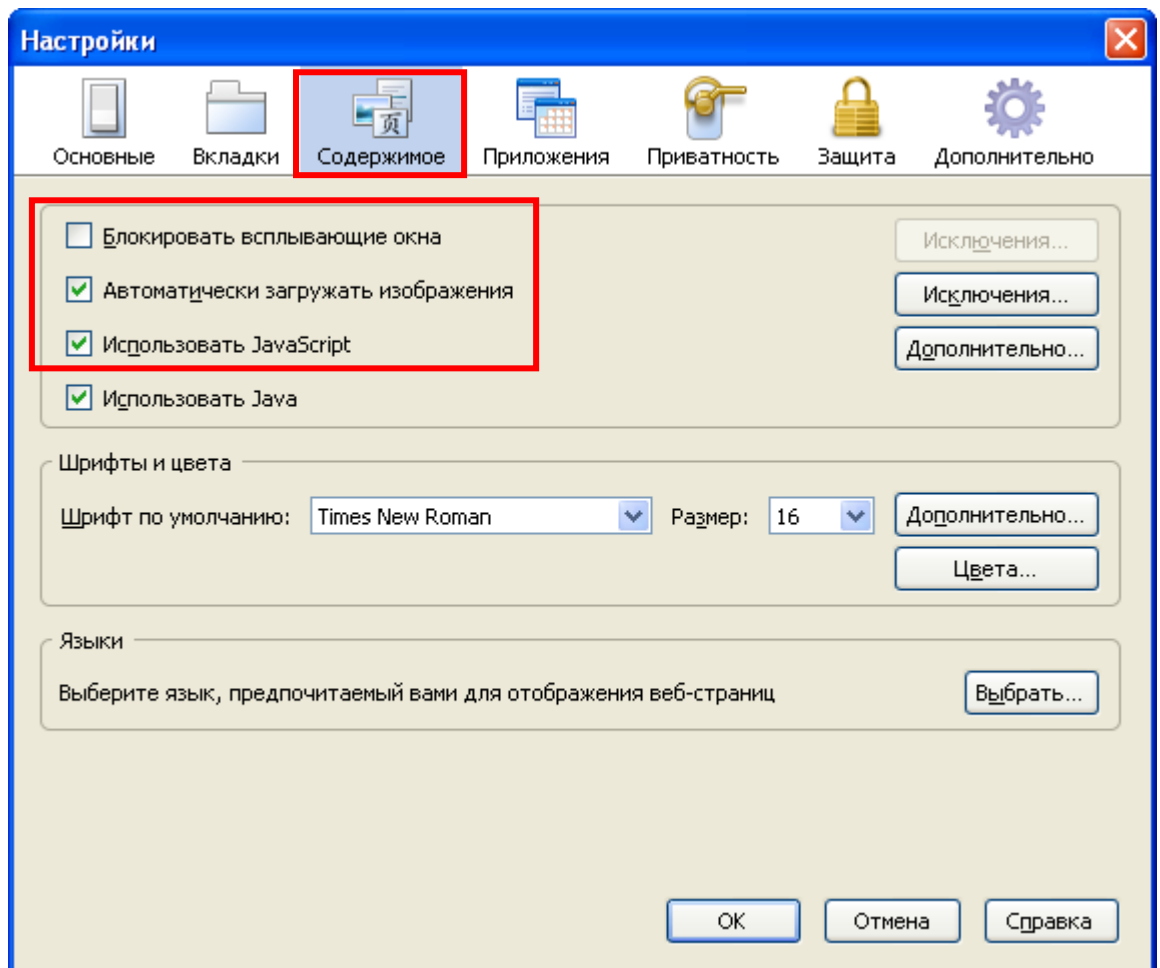 Настройки
Основные Вкладки Содержимое Приложения Приватность Защита Дополнительно
Блокировать всплывающие окна Исключения...
Автоматически загружать изображения Исключения...
Использовать JavaScript Дополнительно...
Использовать Java
Шрифты и цвета
Шрифт по умолчанию: Times New Roman Размер: 16 Дополнительно...
Цвета...
Языки
Выберите язык, предпочитаемый вами для отображения веб-страниц Выбрать...
OK Отмена Справка